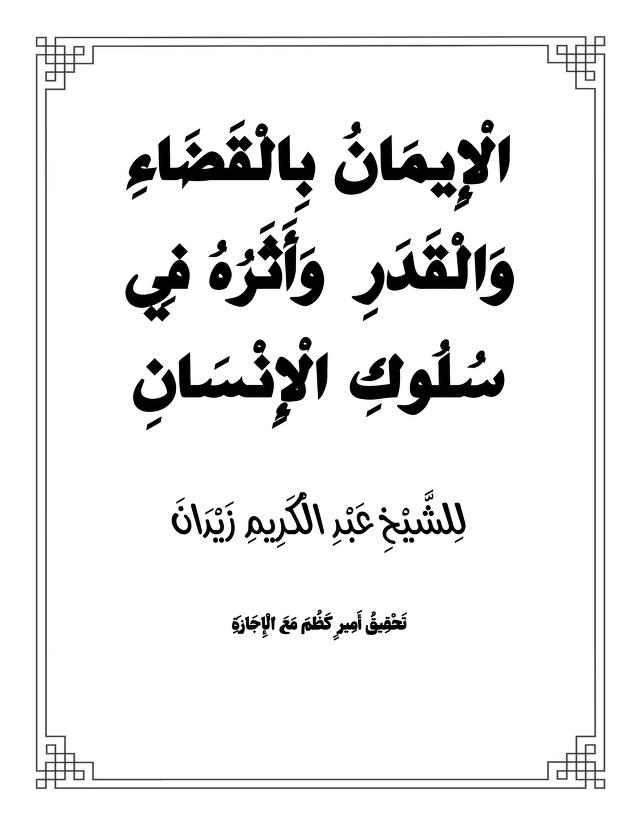 الْإِيمَانُ بِالْقَضَاءِ
وَالْقَدَرِ وَأَثَرُهُ فِي
سُلُوكِ الْإِنْسَانِ
لِلشَّيْخِ عَبْدِ الْكَرِيمِ زَيْدَانَ
تَحْقِيقُ أَمِيرٍ كَظُمَ مَعَ الْإِجَازَةِ